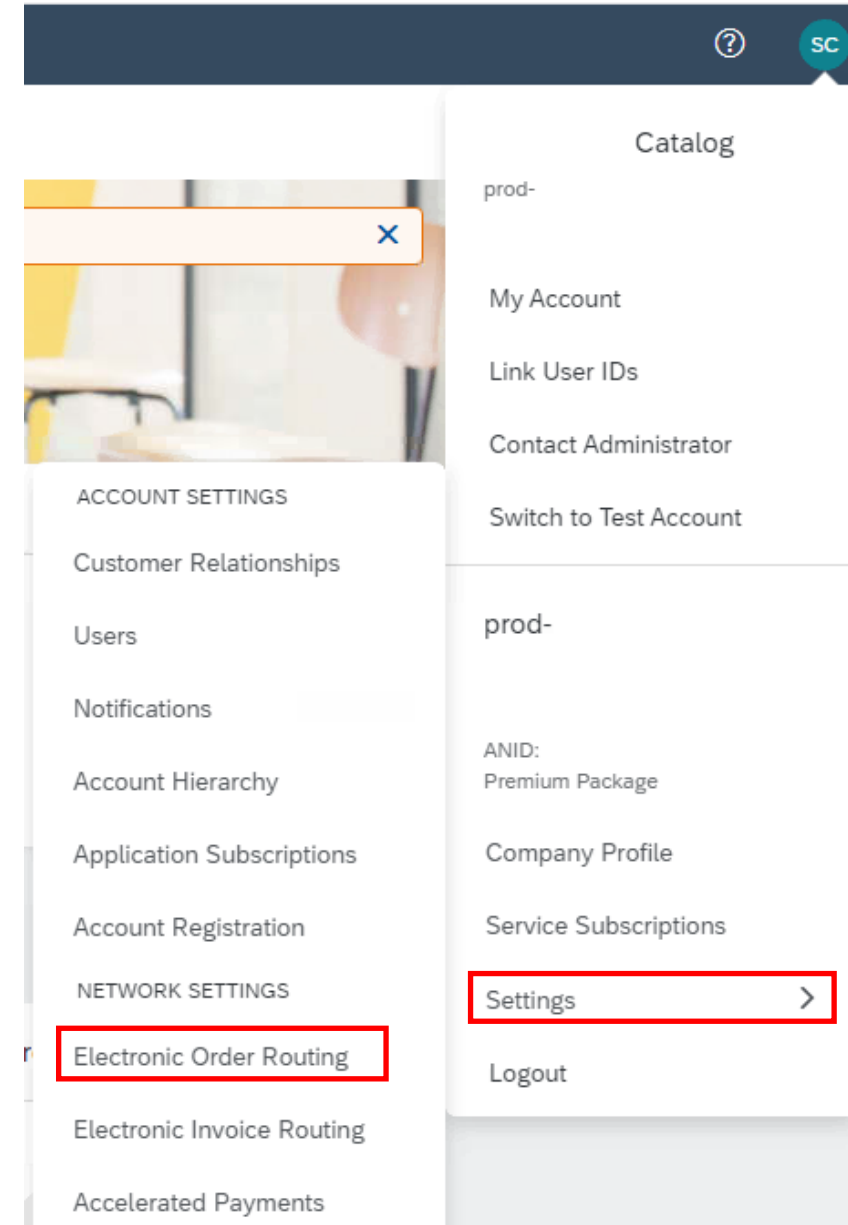 SC
Catalog
prod-
My Account
Link User IDs
Contact Administrator
Switch to Test Account
prod-
ANID:
Premium Package
Company Profile
Service Subscriptions
Settings
Logout
ACCOUNT SETTINGS
Customer Relationships
Users
Notifications
Account Hierarchy
Application Subscriptions
Account Registration
NETWORK SETTINGS
Electronic Order Routing
Electronic Invoice Routing
Accelerated Payments